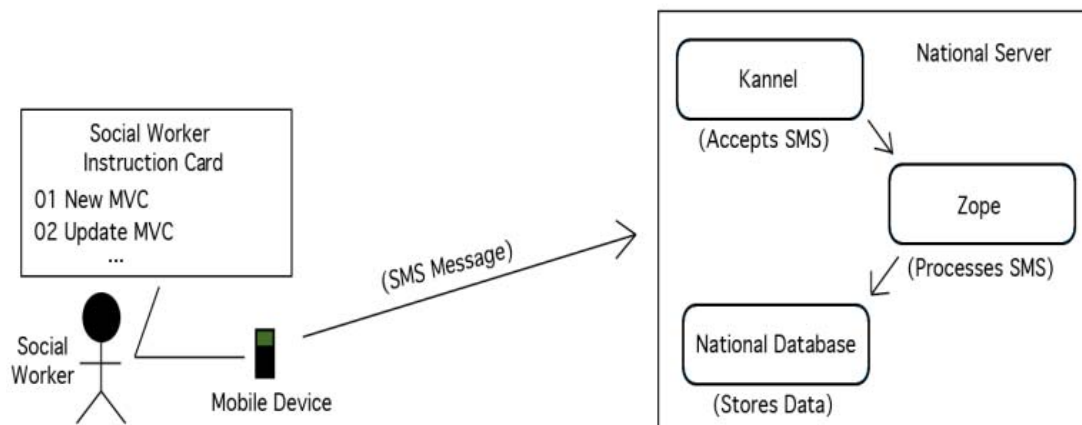 Social Worker
Instruction Card
01 New MVC
02 Update MVC
...
Social
Worker
Mobile Device
(SMS Message)
National Server
Kannel
(Accepts SMS)
Zope
(Processes SMS)
National Database
(Stores Data)